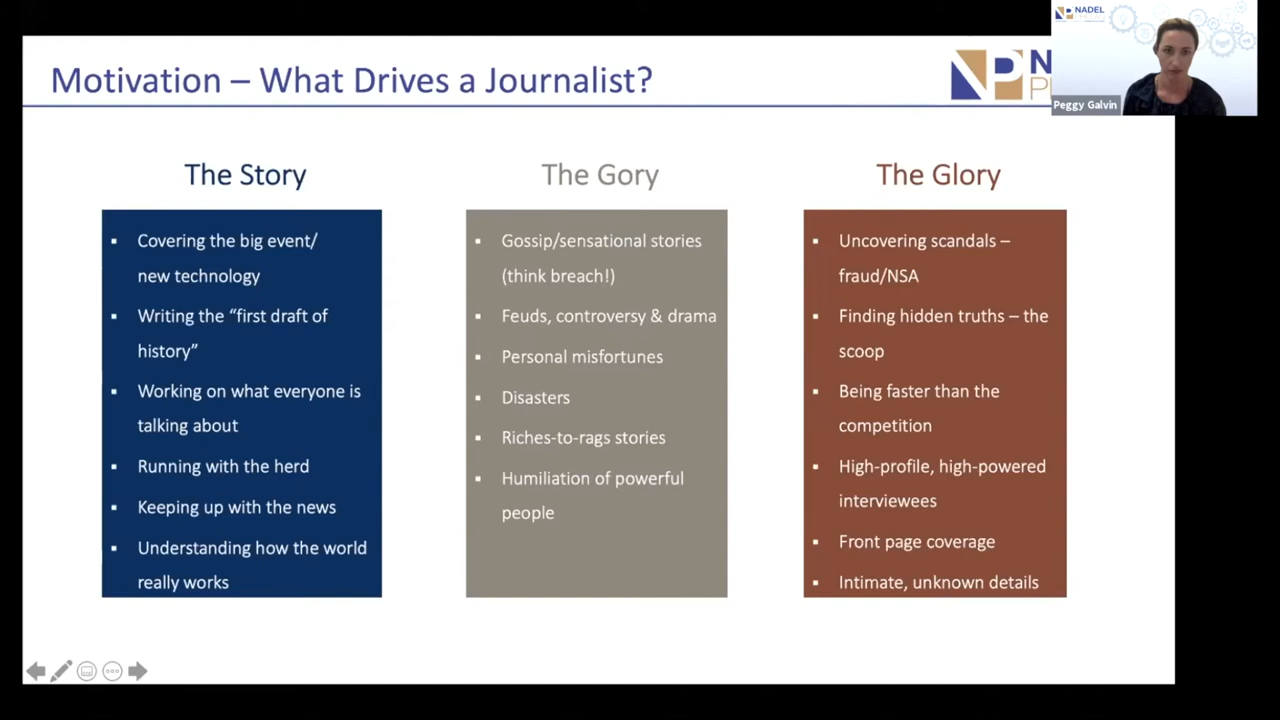 NADEL
Motivation – What Drives a Journalist?
NP N
Peggy Galvin
The Story
▪ Covering the big event/
new technology
▪ Writing the “first draft of
history”
▪ Working on what everyone is
talking about
▪ Running with the herd
▪ Keeping up with the news
▪ Understanding how the world
really works
The Gory
▪ Gossip/sensational stories
(think breach!)
▪ Feuds, controversy & drama
▪ Personal misfortunes
▪ Disasters
▪ Riches-to-rags stories
▪ Humiliation of powerful
people
The Glory
▪ Uncovering scandals –
fraud/NSA
▪ Finding hidden truths – the
scoop
▪ Being faster than the
competition
▪ High-profile, high-powered
interviewees
▪ Front page coverage
▪ Intimate, unknown details